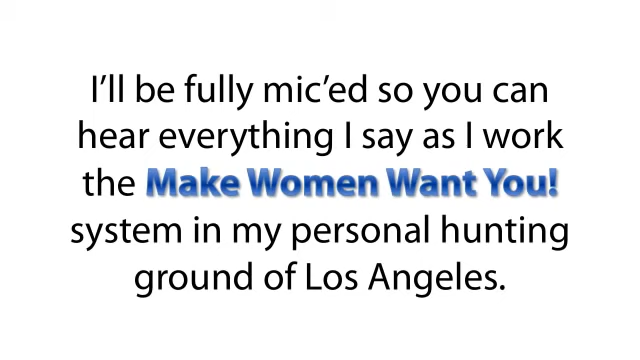 I’ll be fully mic’ed so you can
hear everything I say as I work
the Make Women Want You!
system in my personal hunting
ground of Los Angeles.